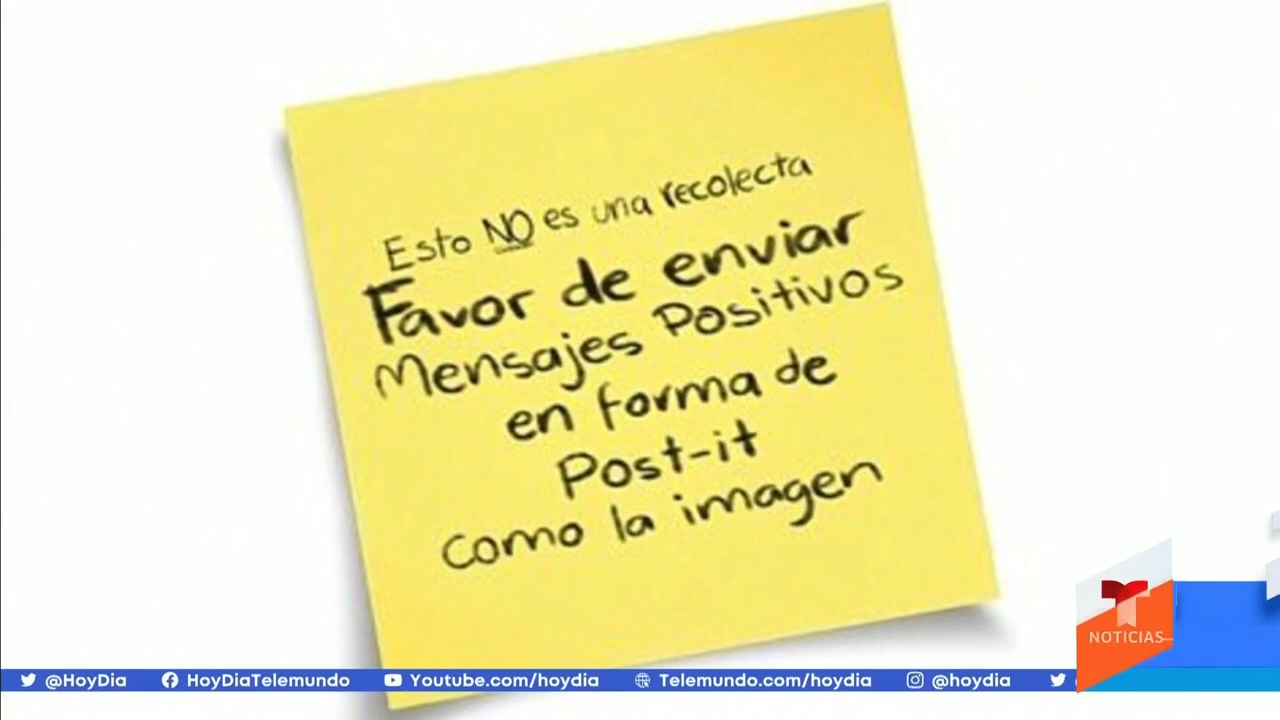 Esto NO es una recolecta
Favor de enviar
Mensajes Positivos
en forma de
Post-it
como la imagen
NOTICIAS
@HoyDia HoyDiaTelemundo Youtube.com/hoydia Telemundo.com/hoydia @hoydia